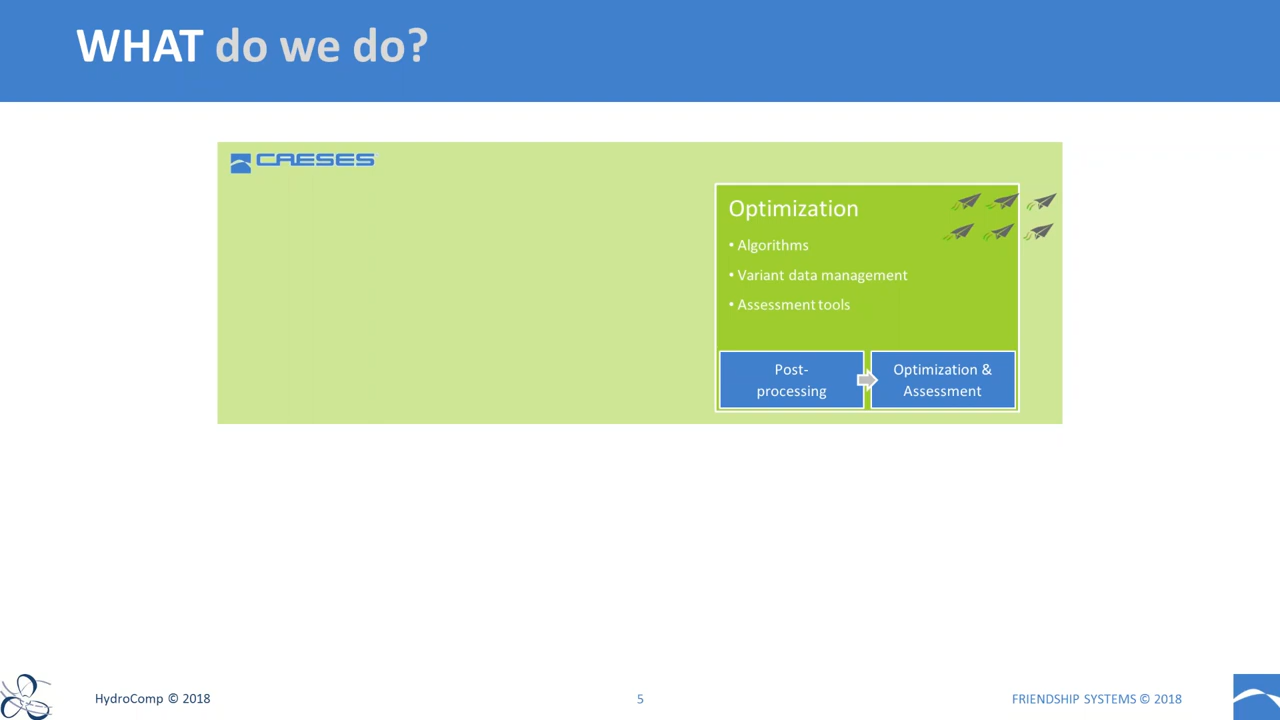 WHAT do we do?
CAESES
Optimization
• Algorithms
• Variant data management
• Assessment tools
Post-
processing
Optimization &
Assessment
HydroComp © 2018
5
FRIENDSHIP SYSTEMS © 2018